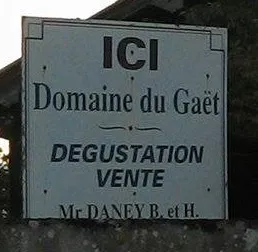 ICI
Domaine du Gaët
DEGUSTATION
VENTE
Mr DANEY B. et H.